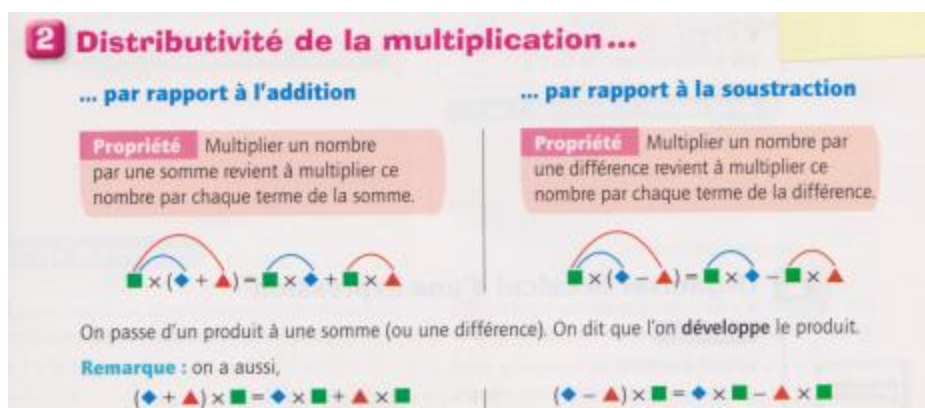 2 Distributivité de la multiplication...
... par rapport à l'addition
Propriété Multiplier un nombre
par une somme revient à multiplier ce
nombre par chaque terme de la somme.
■ × (◆ + ▲) = ■ × ◆ + ■ × ▲
... par rapport à la soustraction
Propriété Multiplier un nombre par
une différence revient à multiplier ce
nombre par chaque terme de la différence.
■ × (◆ − ▲) = ■ × ◆ − ■ × ▲
On passe d'un produit à une somme (ou une différence). On dit que l'on développe le produit.
Remarque : on a aussi,
(◆ + ▲) × ■ = ◆ × ■ + ▲ × ■
(◆ − ▲) × ■ = ◆ × ■ − ▲ × ■